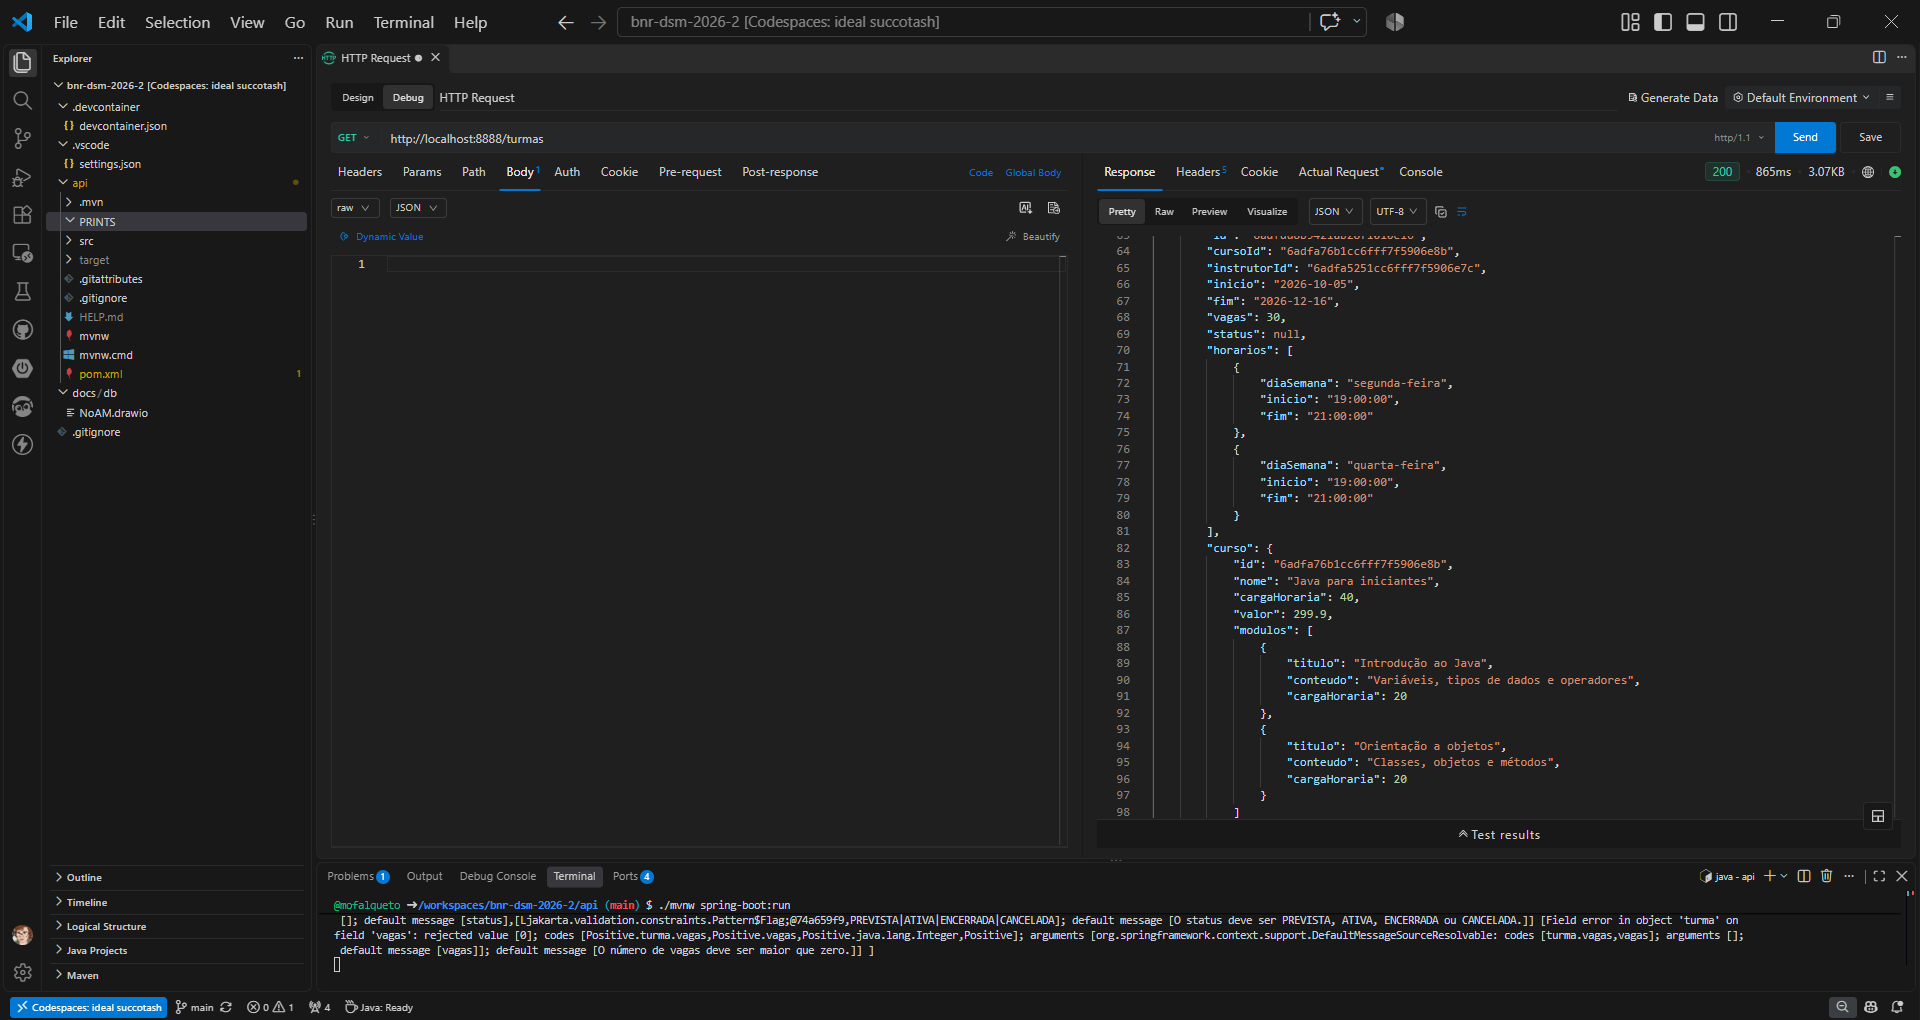 File Edit Selection View Go Run Terminal Help
bnr-dsm-2026-2 [Codespaces: ideal succotash]
Explorer
bnr-dsm-2026-2 [Codespaces: ideal succotash]
.devcontainer
devcontainer.json
.vscode
settings.json
api
.mvn
PRINTS
src
target
.gitattributes
.gitignore
HELP.md
mvnw
mvnw.cmd
pom.xml 1
docs / db
NoAM.drawio
.gitignore
Outline
Timeline
Logical Structure
Java Projects
Maven
HTTP Request
Design Debug HTTP Request
Generate Data Default Environment
GET http://localhost:8888/turmas http/1.1 Send Save
Headers Params Path Body 1 Auth Cookie Pre-request Post-response Code Global Body
raw JSON
Dynamic Value Beautify
1
Response Headers 5 Cookie Actual Request Console 200 865ms 3.07KB
Pretty Raw Preview Visualize JSON UTF-8
64 "cursoId": "6adfa76b1cc6fff7f5906e8b",
65 "instrutorId": "6adfa5251cc6fff7f5906e7c",
66 "inicio": "2026-10-05",
67 "fim": "2026-12-16",
68 "vagas": 30,
69 "status": null,
70 "horarios": [
71 {
72 "diaSemana": "segunda-feira",
73 "inicio": "19:00:00",
74 "fim": "21:00:00"
75 },
76 {
77 "diaSemana": "quarta-feira",
78 "inicio": "19:00:00",
79 "fim": "21:00:00"
80 }
81 ],
82 "curso": {
83 "id": "6adfa76b1cc6fff7f5906e8b",
84 "nome": "Java para iniciantes",
85 "cargaHoraria": 40,
86 "valor": 299.9,
87 "modulos": [
88 {
89 "titulo": "Introdução ao Java",
90 "conteudo": "Variáveis, tipos de dados e operadores",
91 "cargaHoraria": 20
92 },
93 {
94 "titulo": "Orientação a objetos",
95 "conteudo": "Classes, objetos e métodos",
96 "cargaHoraria": 20
97 }
98 ]
Test results
Problems 1 Output Debug Console Terminal Ports 4
java - api
@mofalqueto → /workspaces/bnr-dsm-2026-2/api (main) $ ./mvnw spring-boot:run
[]; default message [status],[Ljakarta.validation.constraints.Pattern$Flag;@74a659f9,PREVISTA|ATIVA|ENCERRADA|CANCELADA]; default message [O status deve ser PREVISTA, ATIVA, ENCERRADA ou CANCELADA.]] [Field error in object 'turma' on
field 'vagas': rejected value [0]; codes [Positive.turma.vagas,Positive.vagas,Positive.java.lang.Integer,Positive]; arguments [org.springframework.context.support.DefaultMessageSourceResolvable: codes [turma.vagas,vagas]; arguments [];
default message [vagas]]; default message [O número de vagas deve ser maior que zero.]] ]
Codespaces: ideal succotash main 0 1 4 Java: Ready